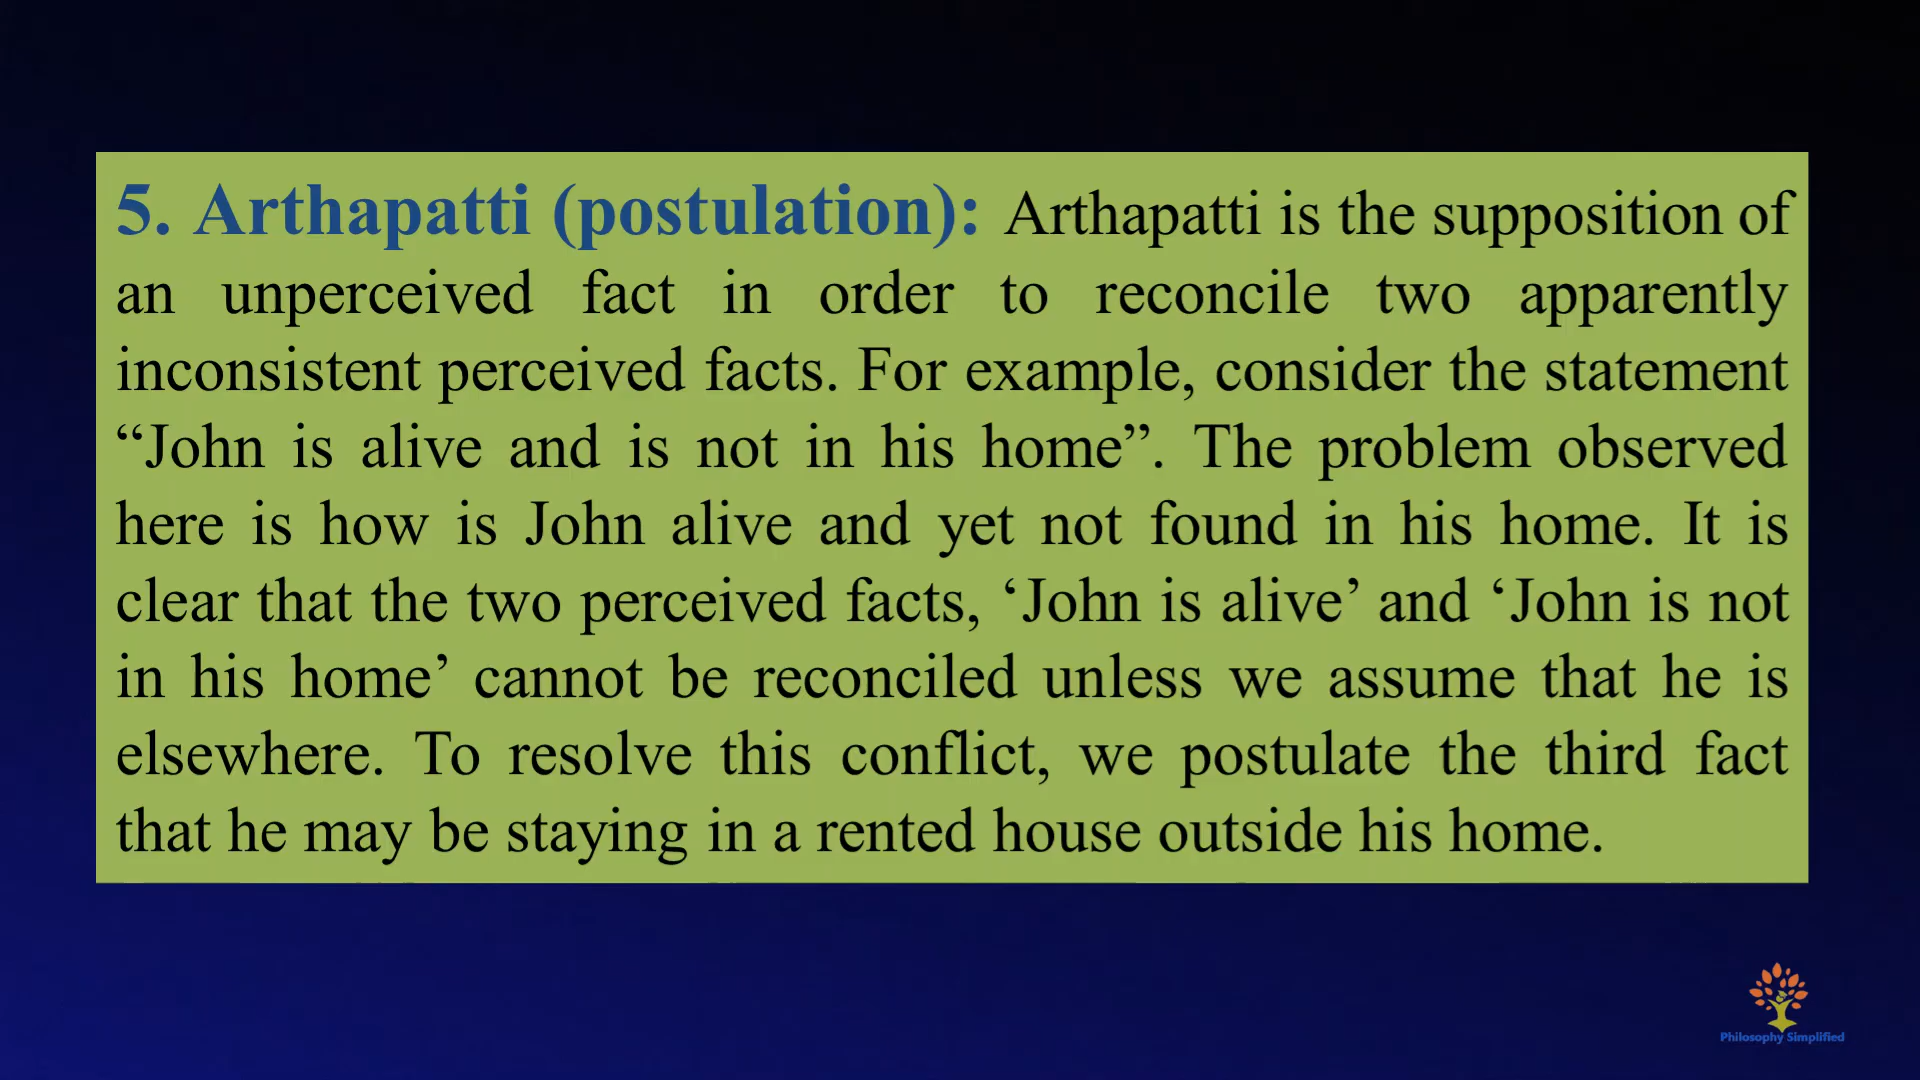 5. Arthapatti (postulation): Arthapatti is the supposition of
an unperceived fact in order to reconcile two apparently
inconsistent perceived facts. For example, consider the statement
“John is alive and is not in his home”. The problem observed
here is how is John alive and yet not found in his home. It is
clear that the two perceived facts, ‘John is alive’ and ‘John is not
in his home’ cannot be reconciled unless we assume that he is
elsewhere. To resolve this conflict, we postulate the third fact
that he may be staying in a rented house outside his home.
Philosophy Simplified